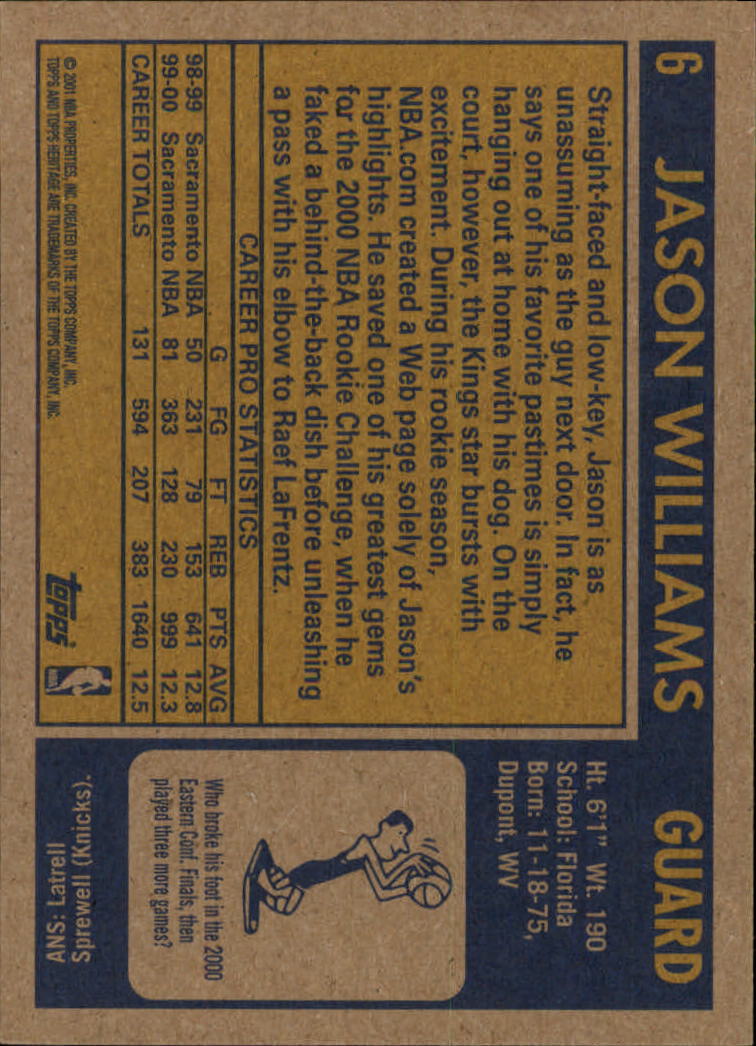 6 JASON WILLIAMS GUARD
Straight-faced and low-key, Jason is as
unassuming as the guy next door. In fact, he
says one of his favorite pastimes is simply
hanging out at home with his dog. On the
court, however, the Kings star bursts with
excitement. During his rookie season,
NBA.com created a Web page solely of Jason's
highlights. He saved one of his greatest gems
for the 2000 NBA Rookie Challenge, when he
faked a behind-the-back dish before unleashing
a pass with his elbow to Raef LaFrentz.
CAREER PRO STATISTICS
G FG FT REB PTS AVG
98-99 Sacramento NBA 50 231 79 153 641 12.8
99-00 Sacramento NBA 81 363 128 230 999 12.3
CAREER TOTALS 131 594 207 383 1640 12.5
© 2001 NBA PROPERTIES, INC. CREATED BY THE TOPPS COMPANY, INC.
TOPPS AND TOPPS HERITAGE ARE TRADEMARKS OF THE TOPPS COMPANY, INC.
topps
Ht. 6'1" Wt. 190
School: Florida
Born: 11-18-75,
Dupont, WV
Who broke his foot in the 2000
Eastern Conf. Finals, then
played three more games?
ANS: Latrell
Sprewell (Knicks).